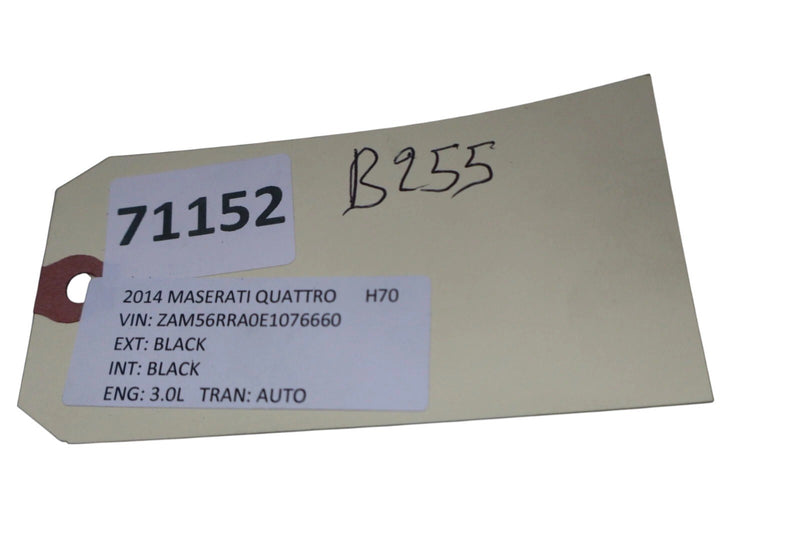 B255
71152
2014 MASERATI QUATTRO H70
VIN: ZAM56RRA0E1076660
EXT: BLACK
INT: BLACK
ENG: 3.0L TRAN: AUTO